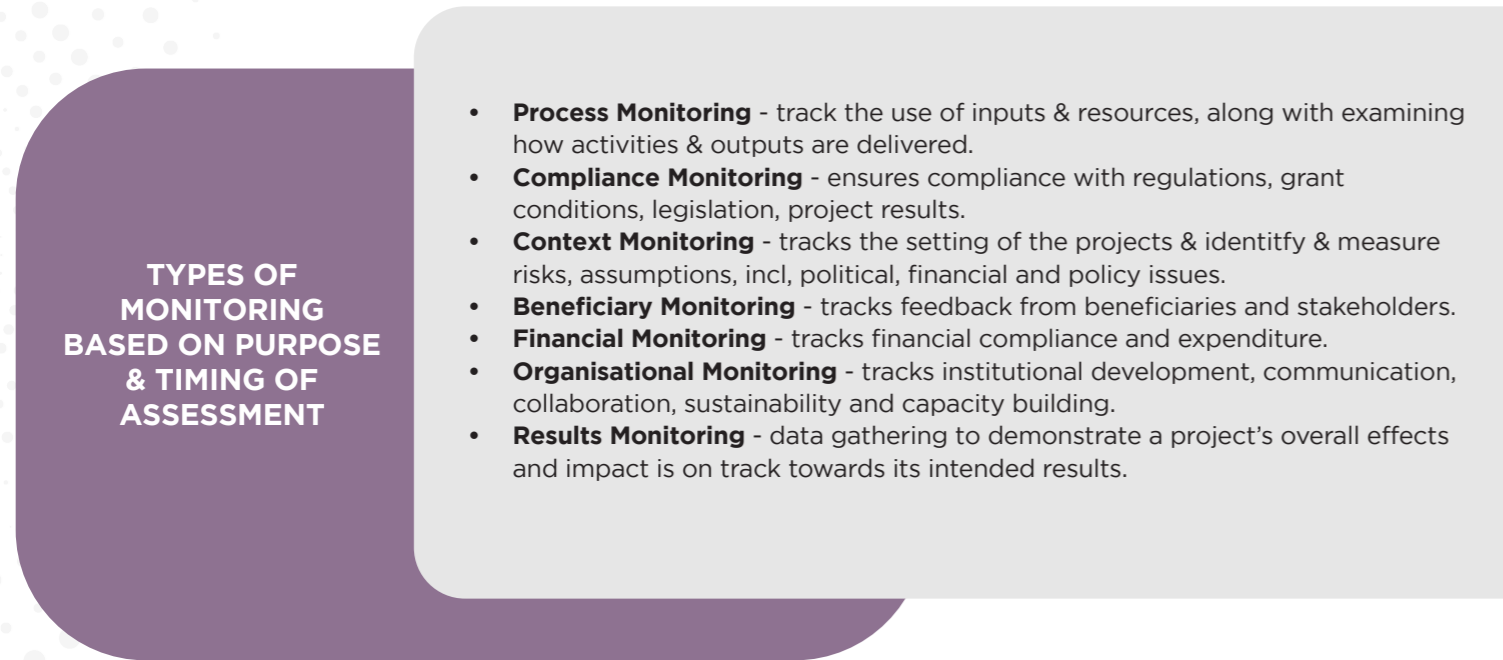 TYPES OF
MONITORING
BASED ON PURPOSE
& TIMING OF
ASSESSMENT
• Process Monitoring - track the use of inputs & resources, along with examining
how activities & outputs are delivered.
• Compliance Monitoring - ensures compliance with regulations, grant
conditions, legislation, project results.
• Context Monitoring - tracks the setting of the projects & identitfy & measure
risks, assumptions, incl, political, financial and policy issues.
• Beneficiary Monitoring - tracks feedback from beneficiaries and stakeholders.
• Financial Monitoring - tracks financial compliance and expenditure.
• Organisational Monitoring - tracks institutional development, communication,
collaboration, sustainability and capacity building.
• Results Monitoring - data gathering to demonstrate a project’s overall effects
and impact is on track towards its intended results.